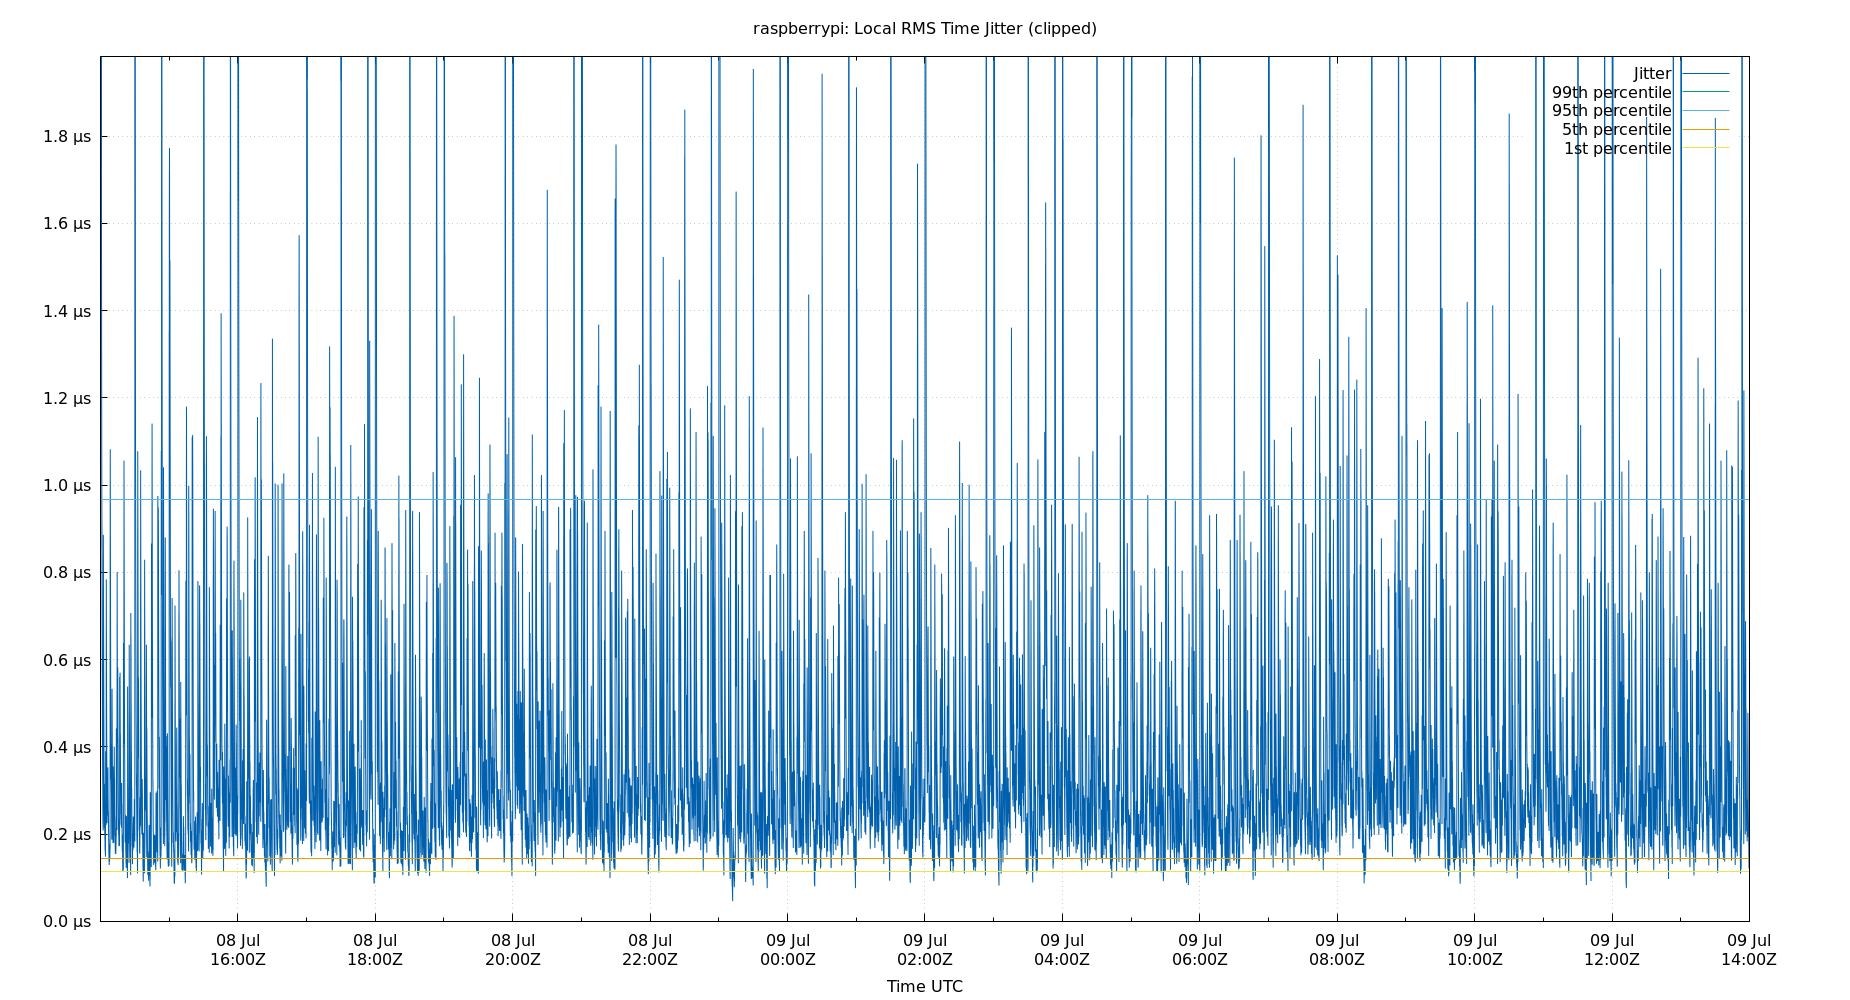 raspberrypi: Local RMS Time Jitter (clipped)
Jitter
99th percentile
95th percentile
5th percentile
1st percentile
1.8 μs
1.6 μs
1.4 μs
1.2 μs
1.0 μs
0.8 μs
0.6 μs
0.4 μs
0.2 μs
0.0 μs
08 Jul 08 Jul 08 Jul 08 Jul 09 Jul 09 Jul 09 Jul 09 Jul 09 Jul 09 Jul 09 Jul 09 Jul
16:00Z 18:00Z 20:00Z 22:00Z 00:00Z 02:00Z 04:00Z 06:00Z 08:00Z 10:00Z 12:00Z 14:00Z
Time UTC